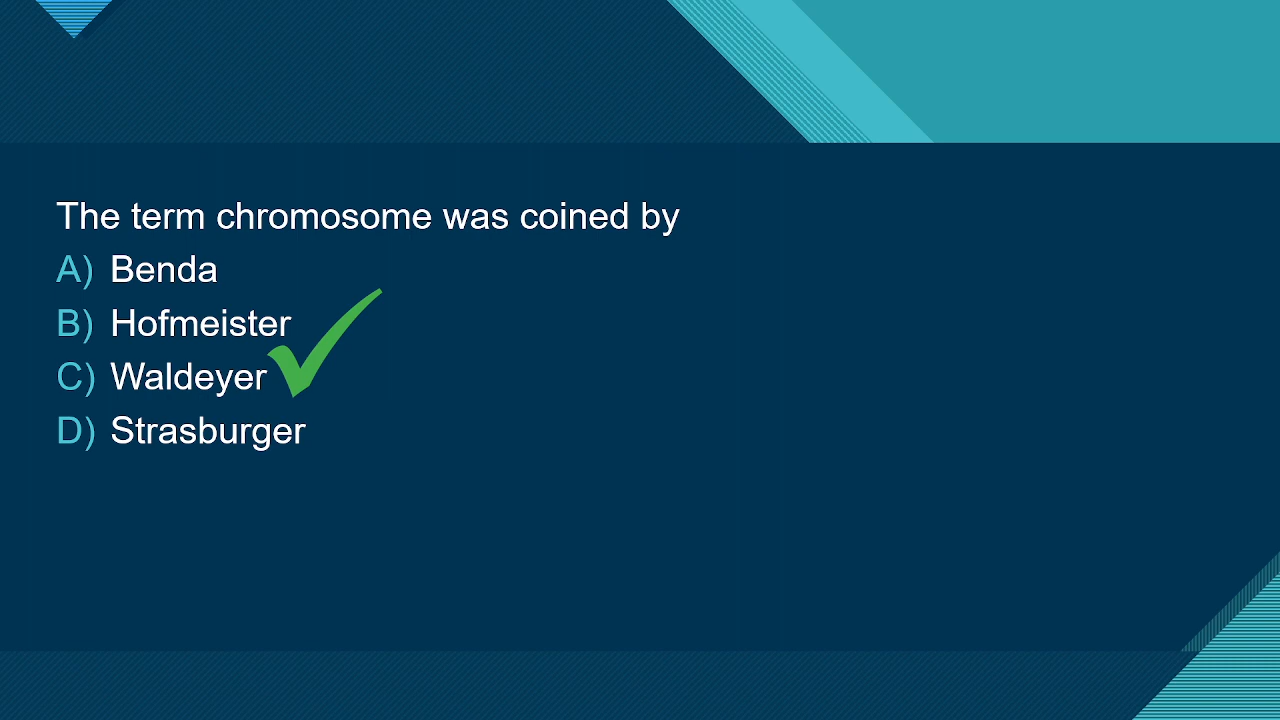 The term chromosome was coined by
A) Benda
B) Hofmeister
C) Waldeyer
D) Strasburger